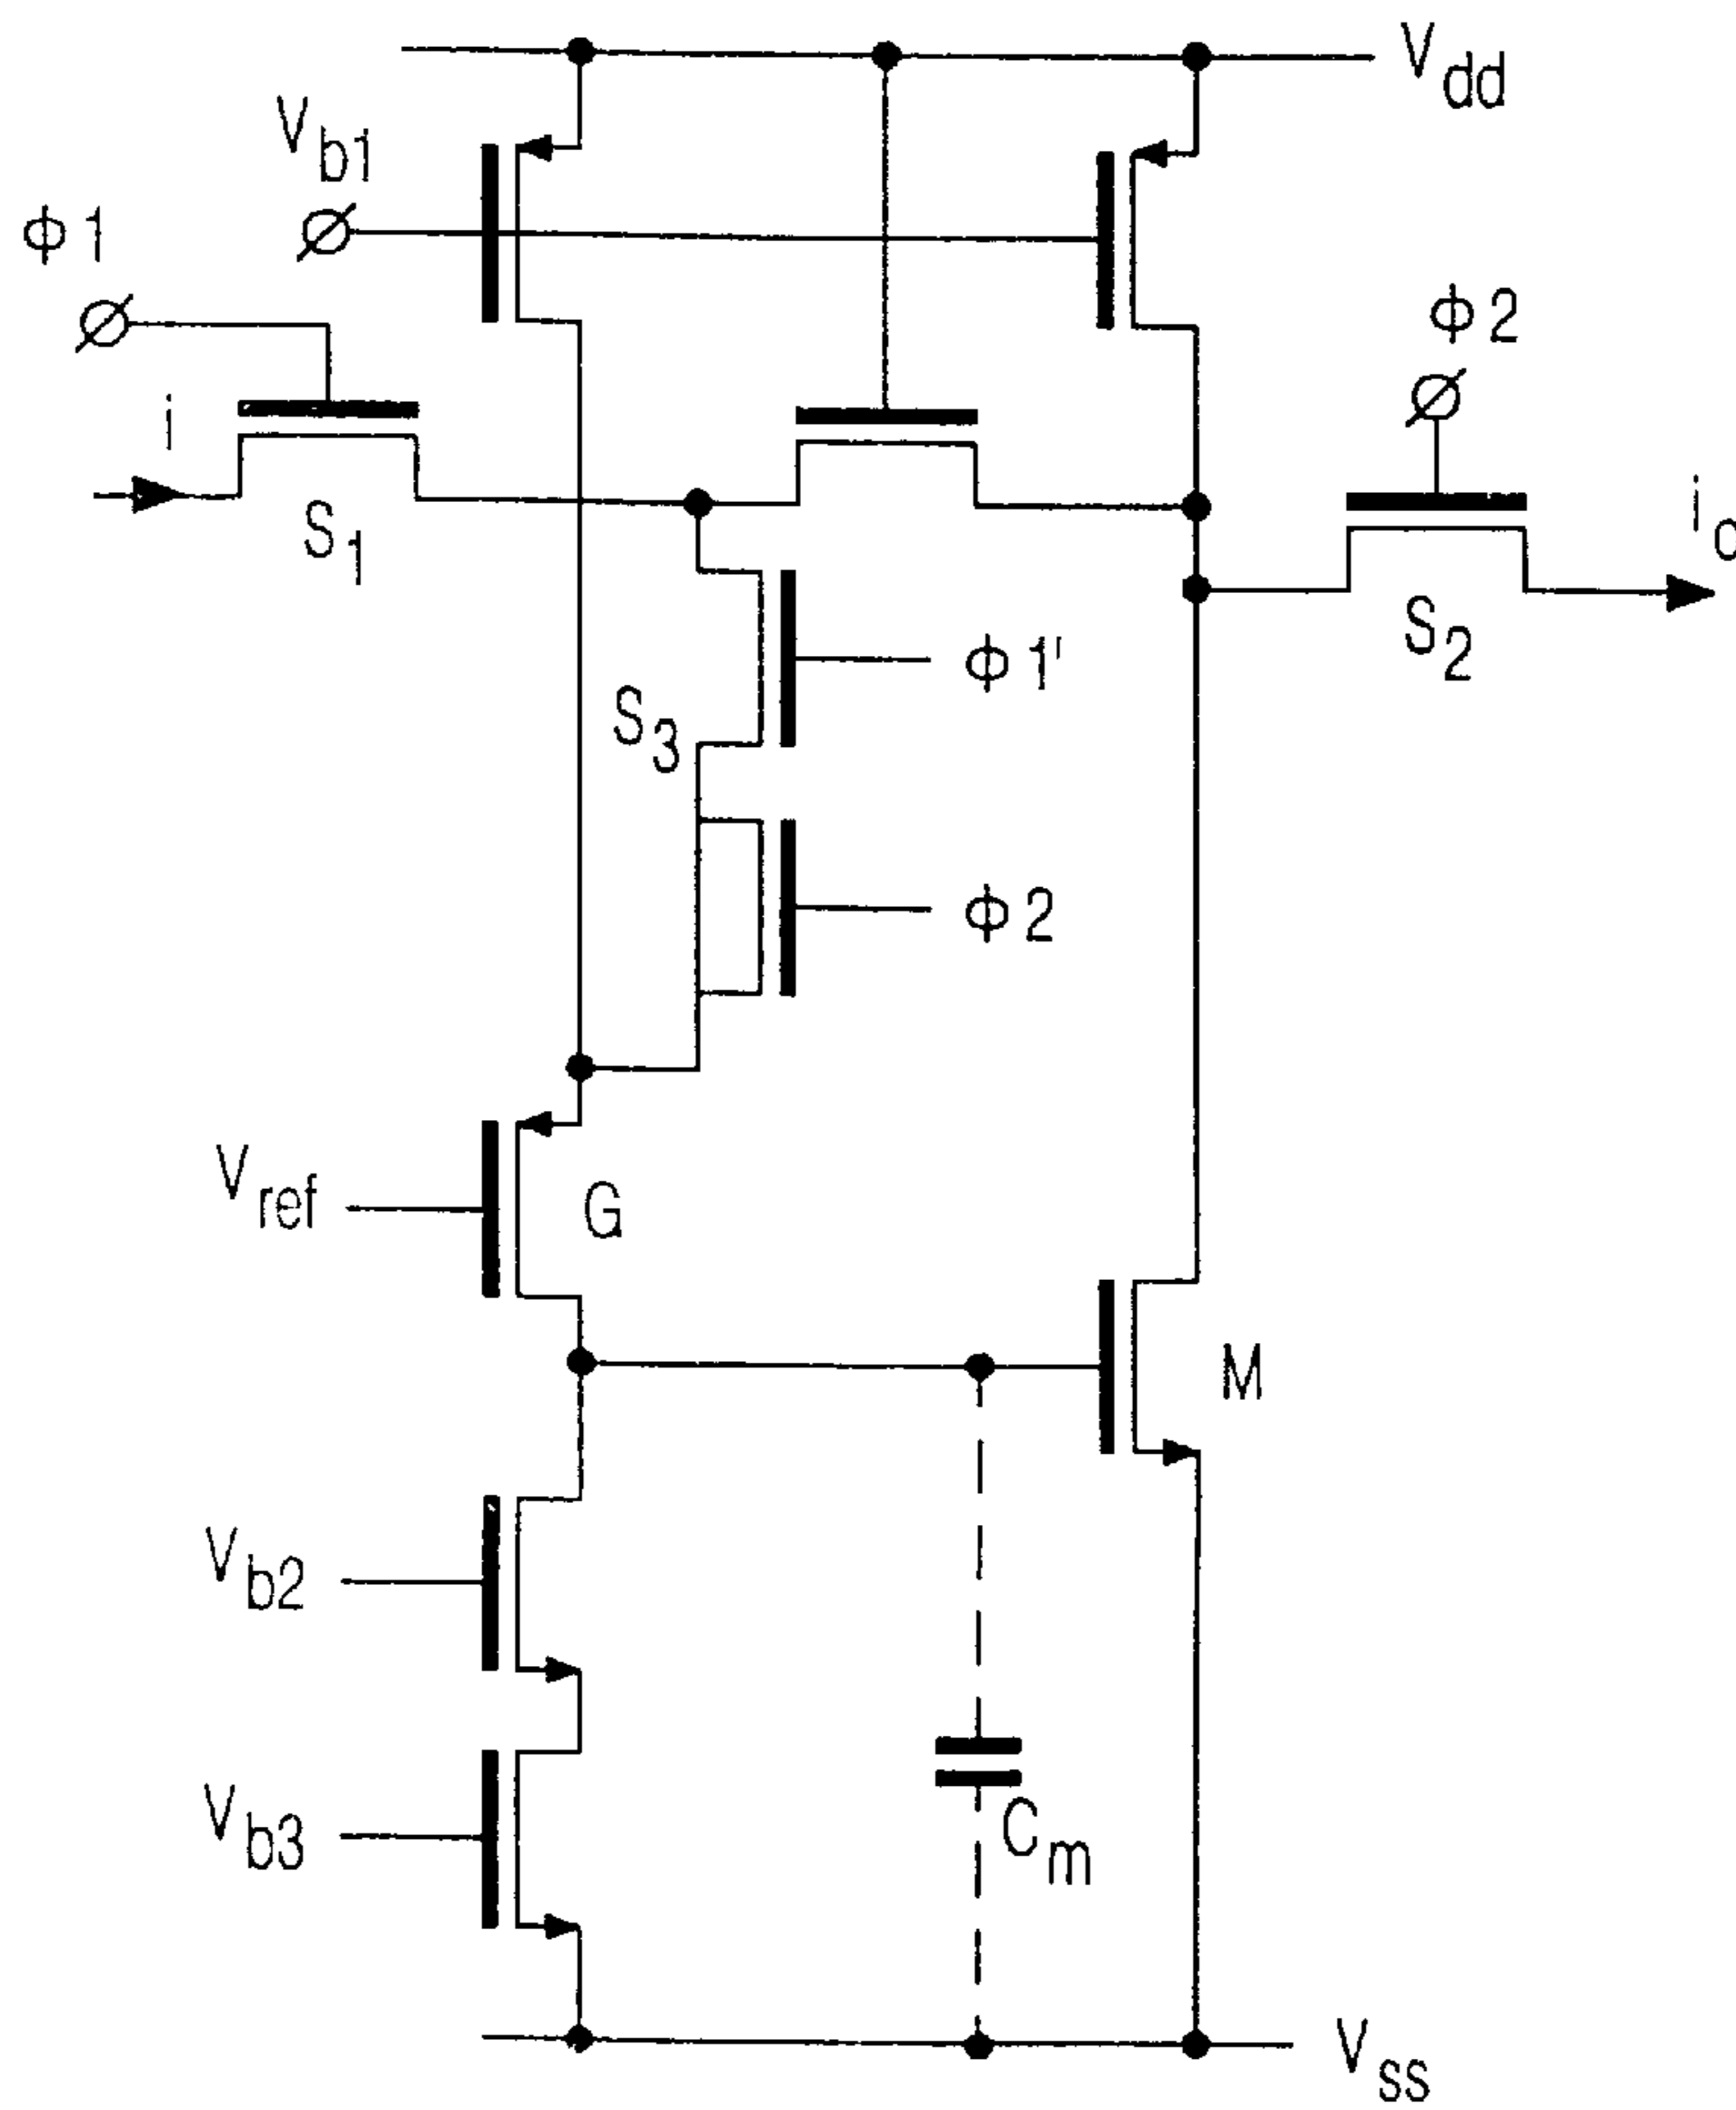 Vdd
Vb1
ϕ1
ϕ2
i
S1
io
S2
ϕ1'
S3
ϕ2
Vref
G
M
Vb2
Vb3
Cm
Vss